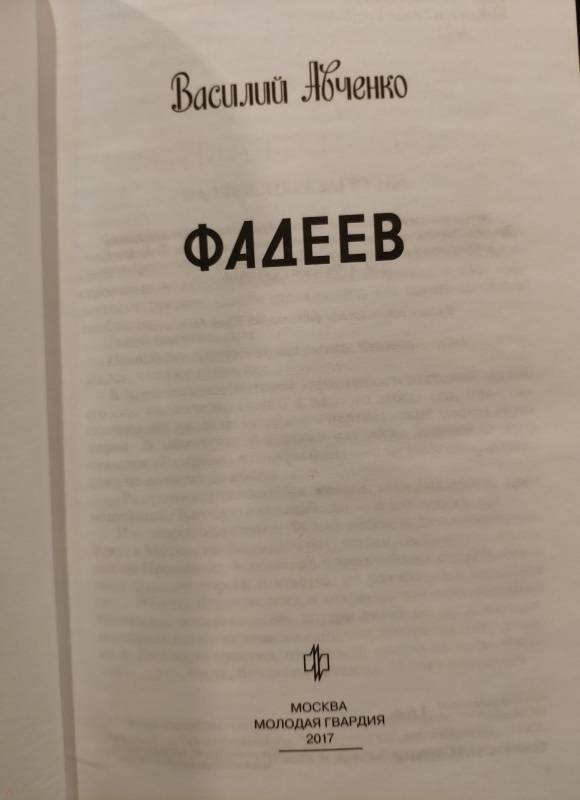 Василий Авченко
ФАДЕЕВ
МОСКВА
МОЛОДАЯ ГВАРДИЯ
2017